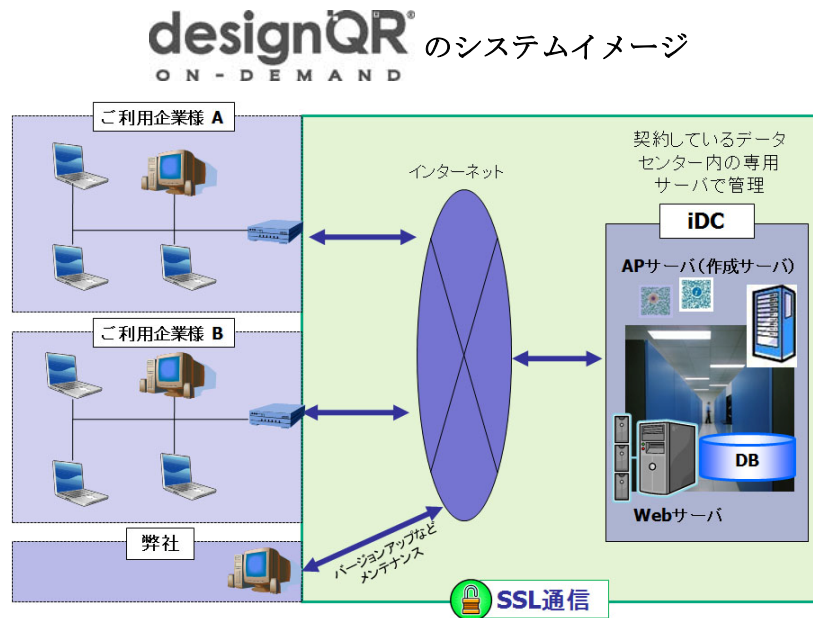 designQR® のシステムイメージ
ON-DEMAND
ご利用企業様 A
ご利用企業様 B
弊社
インターネット
バージョンアップなど
メンテナンス
契約しているデータ
センター内の専用
サーバで管理
iDC
APサーバ(作成サーバ)
DB
Webサーバ
SSL通信